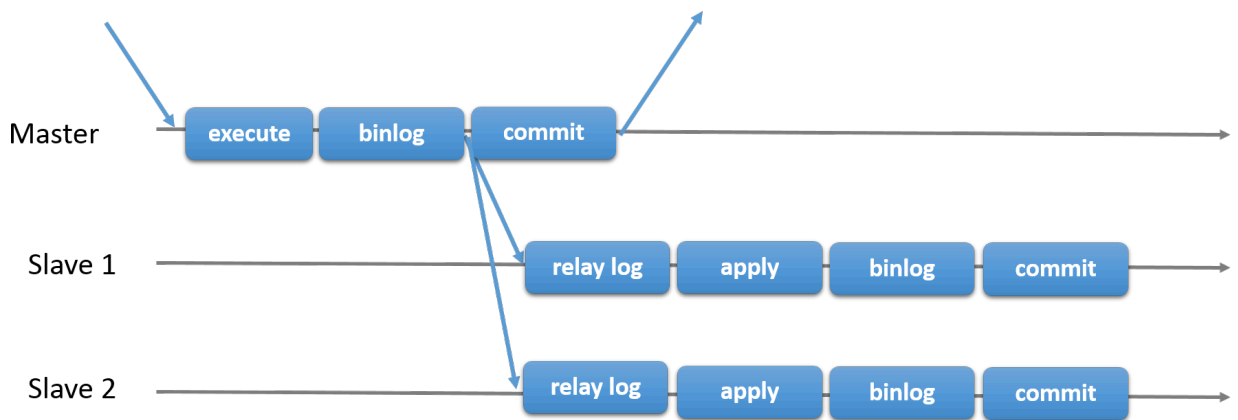 Master execute binlog commit
Slave 1 relay log apply binlog commit
Slave 2 relay log apply binlog commit